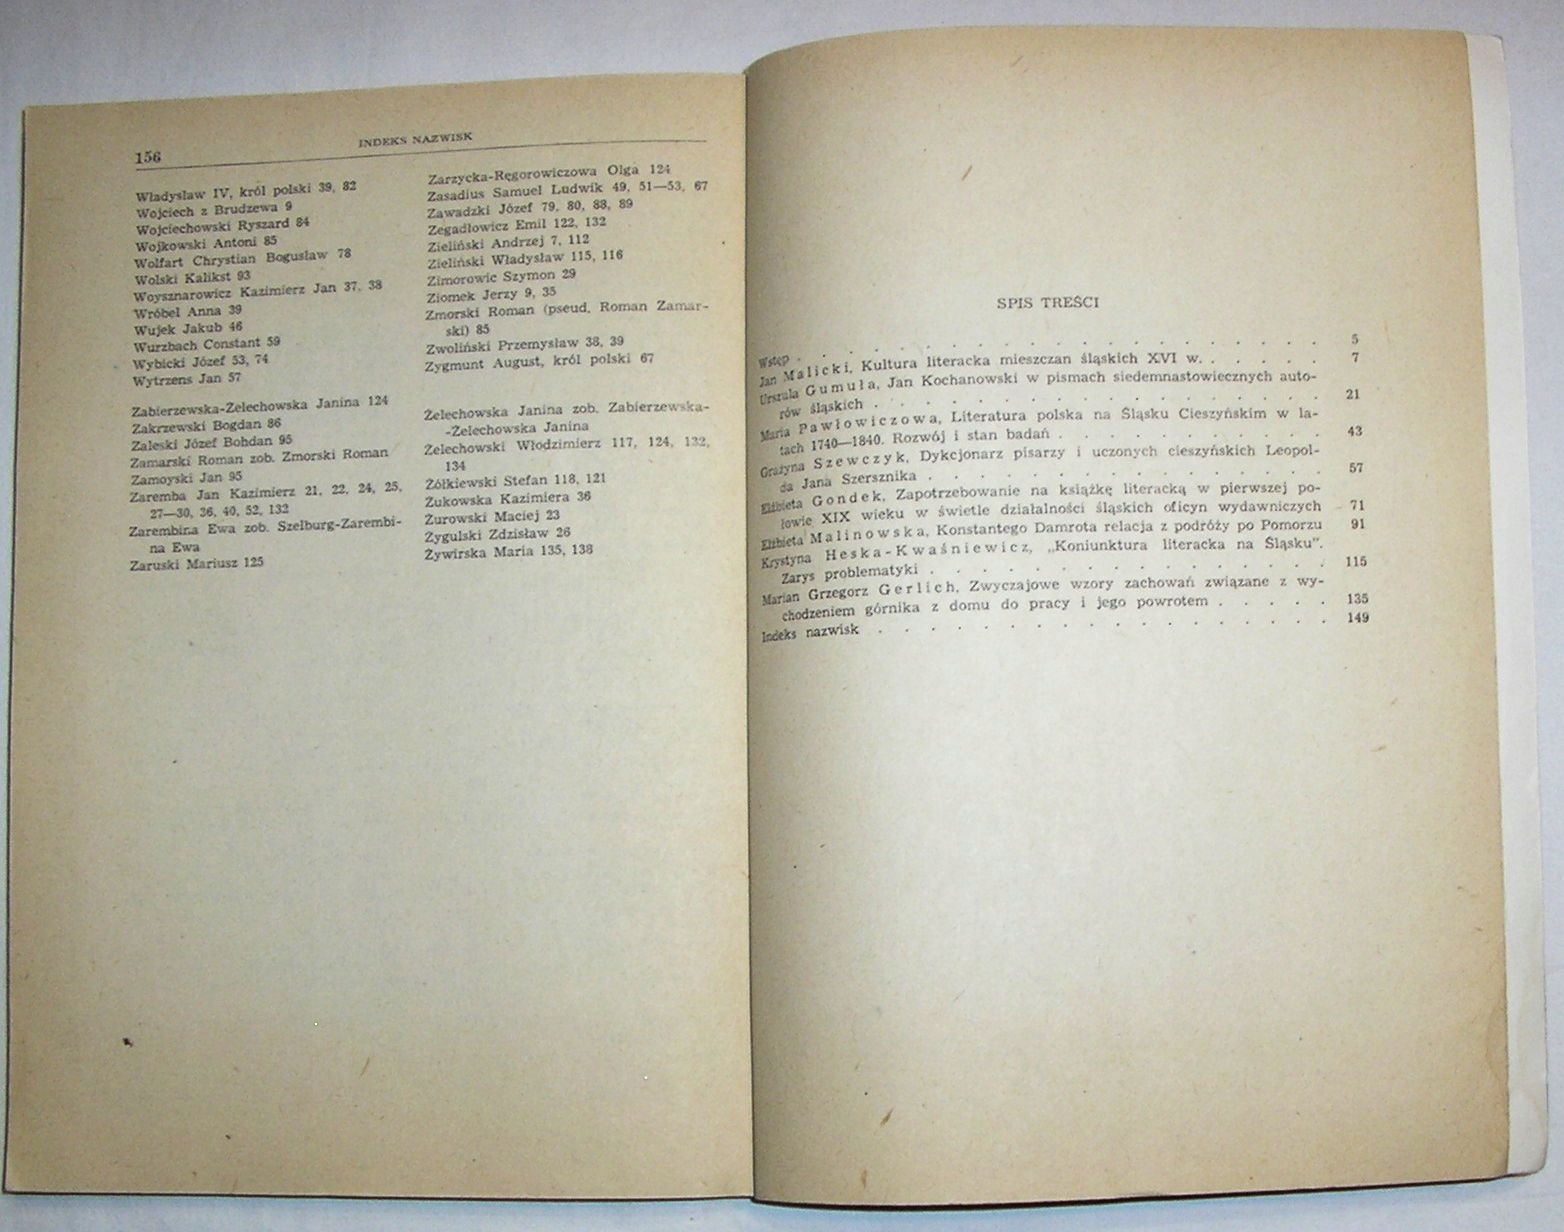 156
INDEKS NAZWISK
Władysław IV, król polski 39, 82
Wojciech z Brudzewa 9
Wojciechowski Ryszard 84
Wojkowski Antoni 85
Wolfart Chrystian Bogusław 78
Wolski Kalikst 93
Woysznarowicz Kazimierz Jan 37, 38
Wróbel Anna 39
Wujek Jakub 46
Wurzbach Constant 59
Wybicki Józef 53, 74
Wytrzens Jan 57
Zabierzewska-Żelechowska Janina 124
Zakrzewski Bogdan 86
Zaleski Józef Bohdan 95
Zamarski Roman zob. Zmorski Roman
Zamoyski Jan 95
Zaremba Jan Kazimierz 21, 22, 24, 25,
27—30, 36, 40, 52, 132
Zarembina Ewa zob. Szelburg-Zarembi-
na Ewa
Zaruski Mariusz 125
Zarzycka-Ręgorowiczowa Olga 124
Zasadius Samuel Ludwik 49, 51—53, 67
Zawadzki Józef 79, 80, 88, 89
Zegadłowicz Emil 122, 132
Zieliński Andrzej 7, 112
Zieliński Władysław 115, 116
Zimorowic Szymon 29
Ziomek Jerzy 9, 35
Zmorski Roman (pseud. Roman Zamar-
ski) 85
Zwoliński Przemysław 38, 39
Zygmunt August, król polski 67
Żelechowska Janina zob. Zabierzewska-
-Żelechowska Janina
Żelechowski Włodzimierz 117, 124, 132,
134
Żółkiewski Stefan 118, 121
Żukowska Kazimiera 36
Żurowski Maciej 23
Żygulski Zdzisław 26
Żywirska Maria 135, 138
SPIS TREŚCI
Wstęp . . . . . . . . . . . . . . . . . . . . 5
Jan Malicki, Kultura literacka mieszczan śląskich XVI w. . . . . . 7
Urszula Gumuła, Jan Kochanowski w pismach siedemnastowiecznych auto-
rów śląskich . . . . . . . . . . . . . . . . . 21
Maria Pawłowiczowa, Literatura polska na Śląsku Cieszyńskim w la-
tach 1740—1840. Rozwój i stan badań . . . . . . . . . . . 43
Grażyna Szewczyk, Dykcjonarz pisarzy i uczonych cieszyńskich Leopol-
da Jana Szersznika . . . . . . . . . . . . . . . 57
Elżbieta Gondek, Zapotrzebowanie na książkę literacką w pierwszej po-
łowie XIX wieku w świetle działalności śląskich oficyn wydawniczych 71
Elżbieta Malinowska, Konstantego Damrota relacja z podróży po Pomorzu 91
Krystyna Heska-Kwaśniewicz, „Koniunktura literacka na Śląsku".
Zarys problematyki . . . . . . . . . . . . . . . 115
Marian Grzegorz Gerlich, Zwyczajowe wzory zachowań związane z wy-
chodzeniem górnika z domu do pracy i jego powrotem . . . . . 135
Indeks nazwisk . . . . . . . . . . . . . . . . . 149